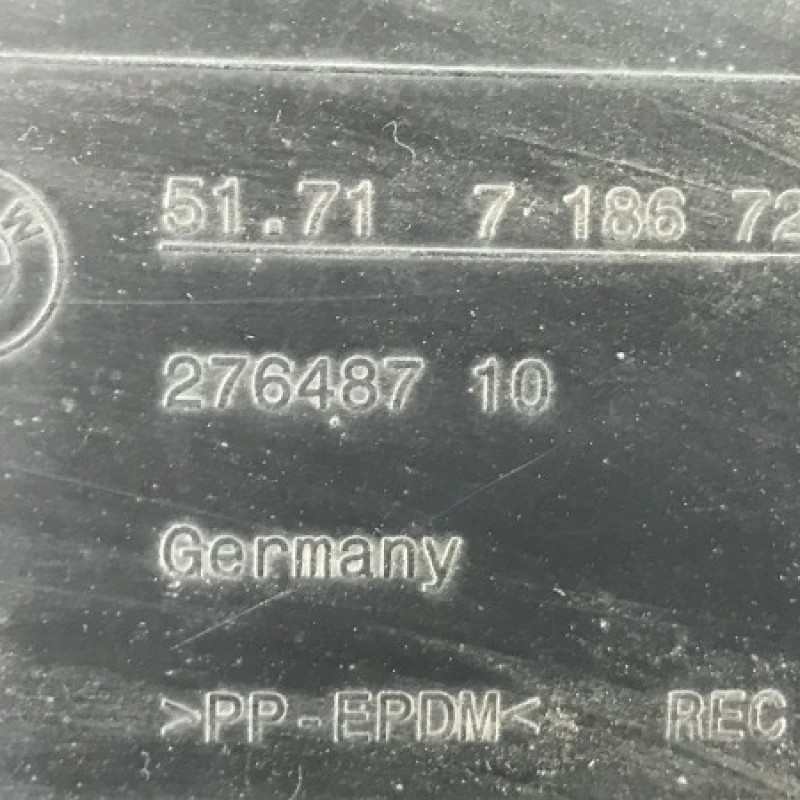 51.71 7 186 72
W
276487 10
Germany
>PP-EPDM< REC